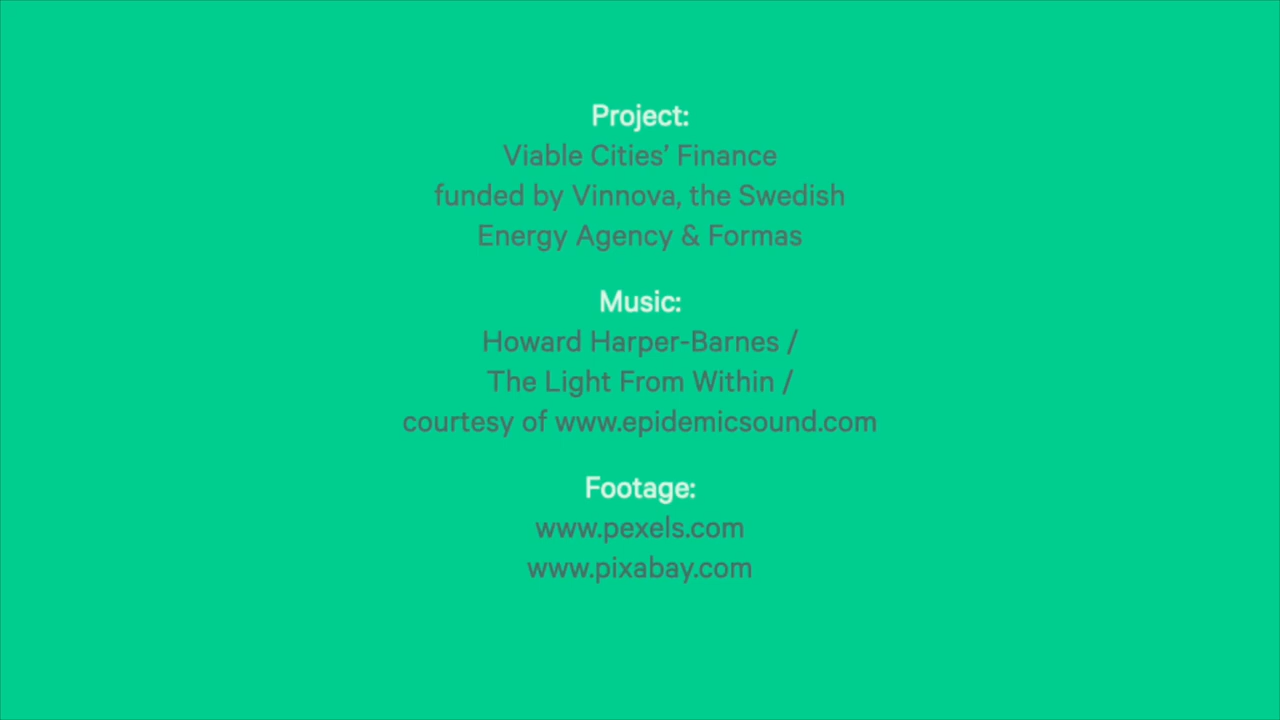 Project:
Viable Cities’ Finance
funded by Vinnova, the Swedish
Energy Agency & Formas
Music:
Howard Harper-Barnes /
The Light From Within /
courtesy of www.epidemicsound.com
Footage:
www.pexels.com
www.pixabay.com